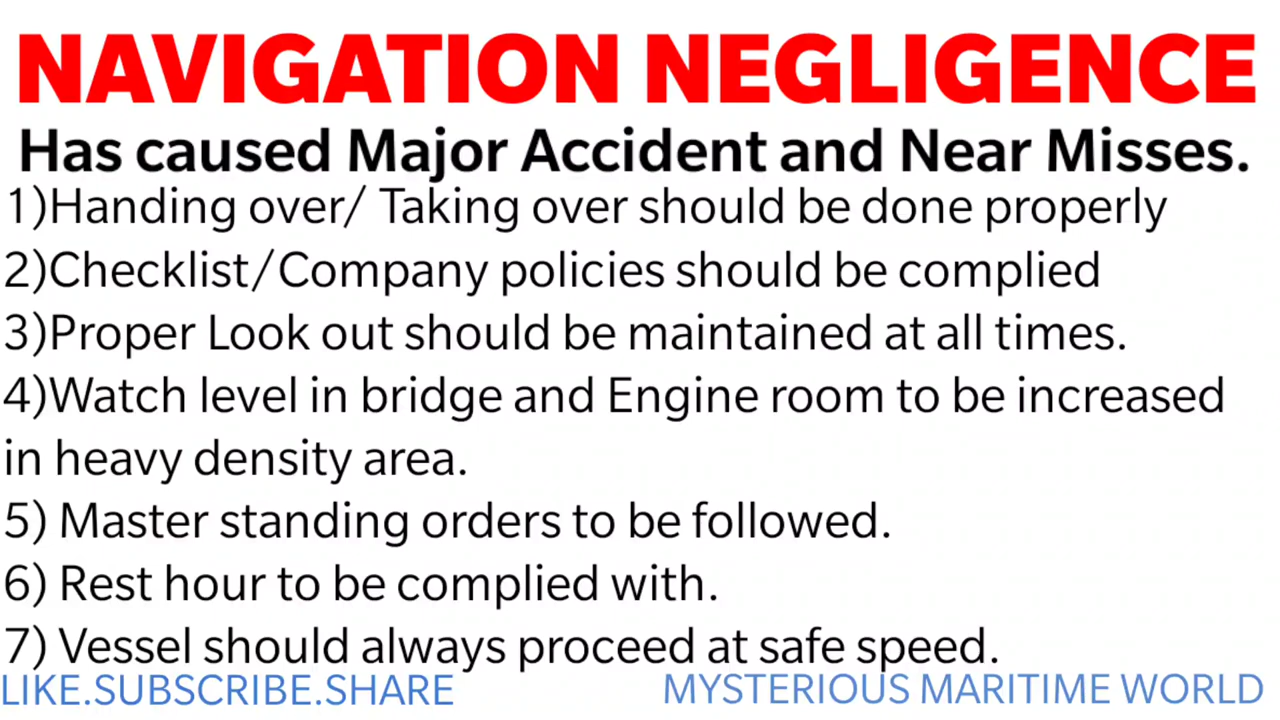 NAVIGATION NEGLIGENCE
Has caused Major Accident and Near Misses.
1)Handing over/ Taking over should be done properly
2)Checklist/Company policies should be complied
3)Proper Look out should be maintained at all times.
4)Watch level in bridge and Engine room to be increased
in heavy density area.
5) Master standing orders to be followed.
6) Rest hour to be complied with.
7) Vessel should always proceed at safe speed.
LIKE.SUBSCRIBE.SHARE
MYSTERIOUS MARITIME WORLD